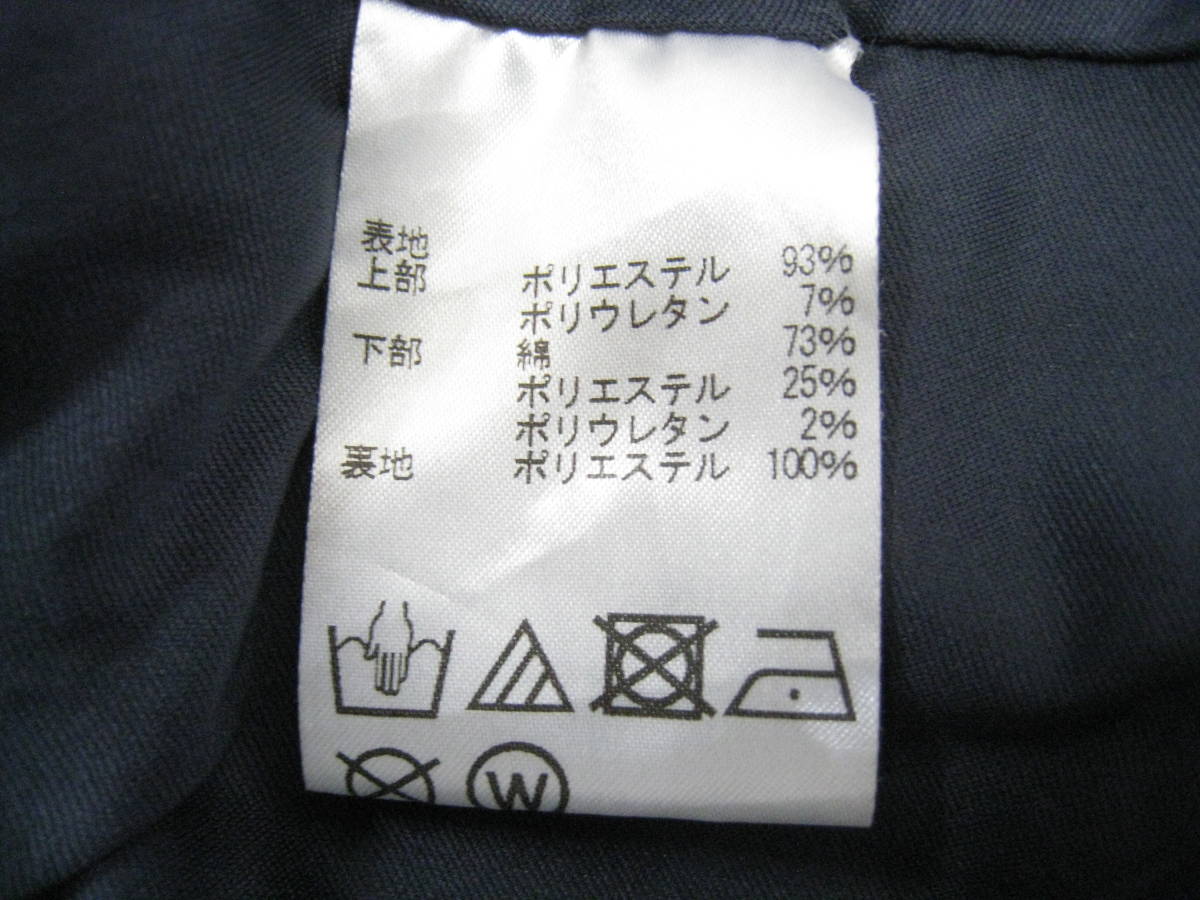 表地
上部 ポリエステル 93%
ポリウレタン 7%
下部 綿 73%
ポリエステル 25%
ポリウレタン 2%
裏地 ポリエステル 100%
W